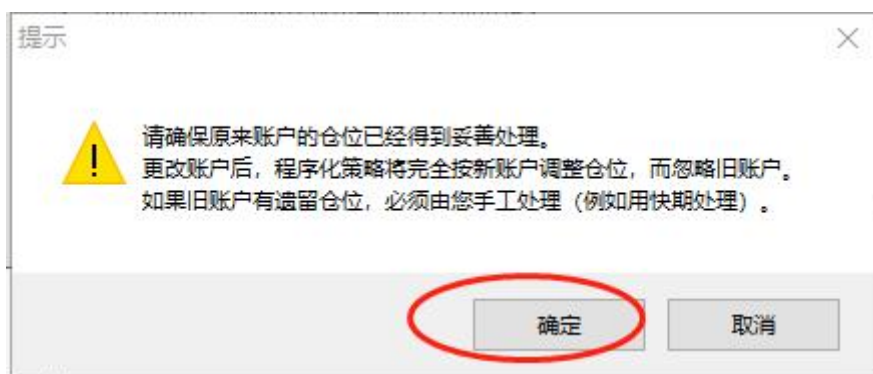 提示
请确保原来账户的仓位已经得到妥善处理。
更改账户后，程序化策略将完全按新账户调整仓位，而忽略旧账户。
如果旧账户有遗留仓位，必须由您手工处理（例如用快期处理）。
确定
取消